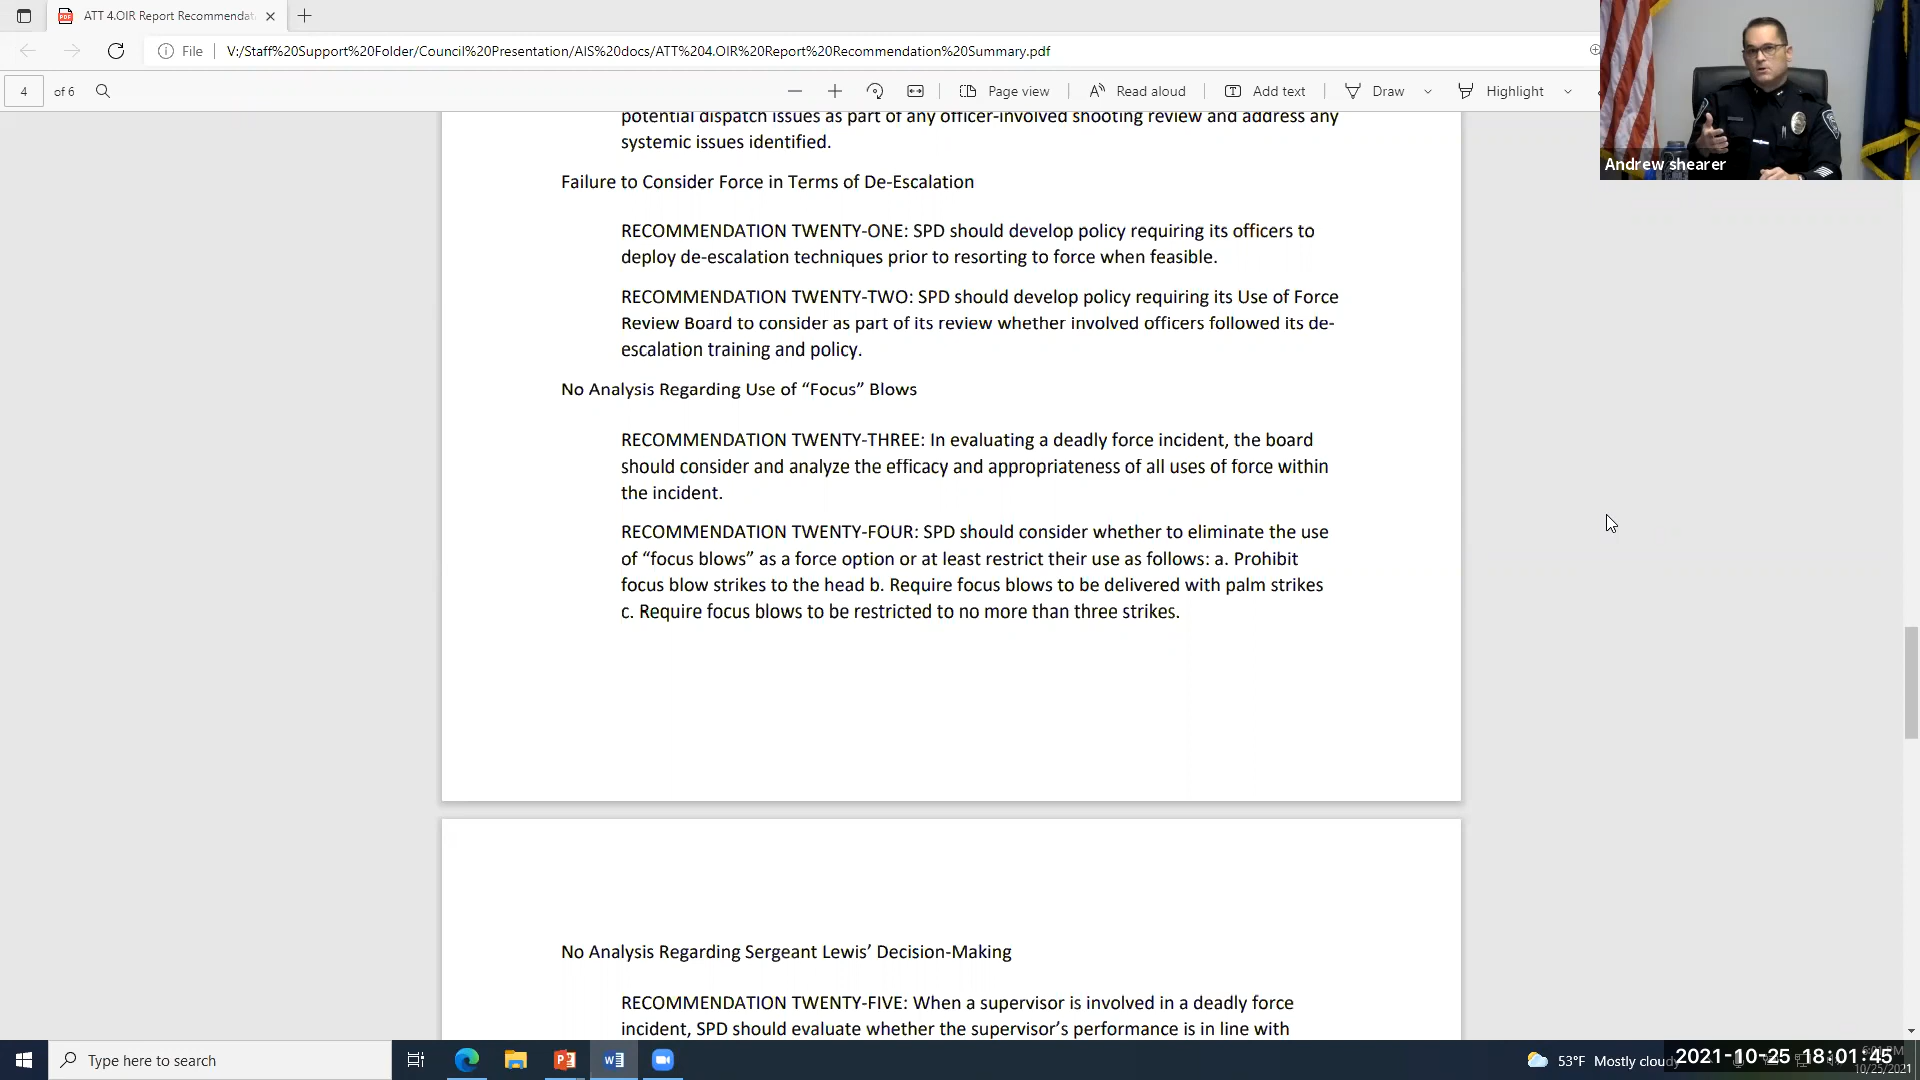 ATT 4.OIR Report Recommendat
File
V:/Staff%20Support%20Folder/Council%20Presentation/AIS%20docs/ATT%204.OIR%20Report%20Recommendation%20Summary.pdf
4 of 6
Page view
Read aloud
Add text
Draw
Highlight
Andrew shearer
potential dispatch issues as part of any officer-involved shooting review and address any
systemic issues identified.
Failure to Consider Force in Terms of De-Escalation
RECOMMENDATION TWENTY-ONE: SPD should develop policy requiring its officers to
deploy de-escalation techniques prior to resorting to force when feasible.
RECOMMENDATION TWENTY-TWO: SPD should develop policy requiring its Use of Force
Review Board to consider as part of its review whether involved officers followed its de-
escalation training and policy.
No Analysis Regarding Use of “Focus” Blows
RECOMMENDATION TWENTY-THREE: In evaluating a deadly force incident, the board
should consider and analyze the efficacy and appropriateness of all uses of force within
the incident.
RECOMMENDATION TWENTY-FOUR: SPD should consider whether to eliminate the use
of “focus blows” as a force option or at least restrict their use as follows: a. Prohibit
focus blow strikes to the head b. Require focus blows to be delivered with palm strikes
c. Require focus blows to be restricted to no more than three strikes.
No Analysis Regarding Sergeant Lewis’ Decision-Making
RECOMMENDATION TWENTY-FIVE: When a supervisor is involved in a deadly force
incident, SPD should evaluate whether the supervisor’s performance is in line with
Type here to search
53°F Mostly cloudy
2021-10-25 18:01:45
10/25/2021